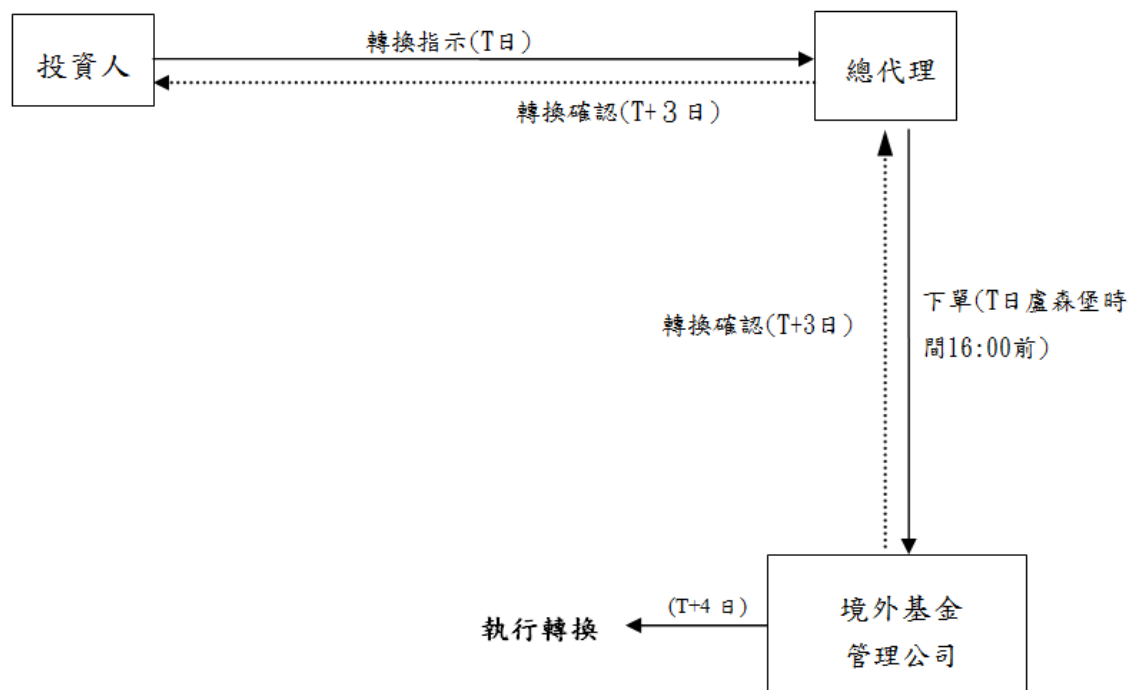 轉換指示(T日)
投資人
總代理
轉換確認(T+３日)
下單(T日盧森堡時
間16:00前)
轉換確認(T+3日)
(T+4 日)
執行轉換
境外基金
管理公司